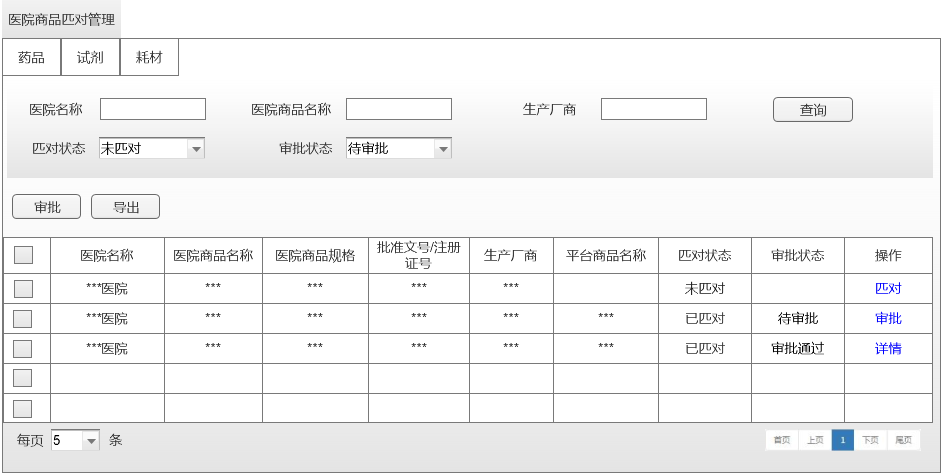 医院商品匹对管理
药品 试剂 耗材
医院名称 医院商品名称 生产厂商 查询
匹对状态 未匹对 审批状态 待审批
审批 导出
医院名称 医院商品名称 医院商品规格 批准文号/注册证号 生产厂商 平台商品名称 匹对状态 审批状态 操作
***医院 *** *** *** *** 未匹对 匹对
***医院 *** *** *** *** *** 已匹对 待审批 审批
***医院 *** *** *** *** *** 已匹对 审批通过 详情
每页 5 条 首页 上页 1 下页 尾页